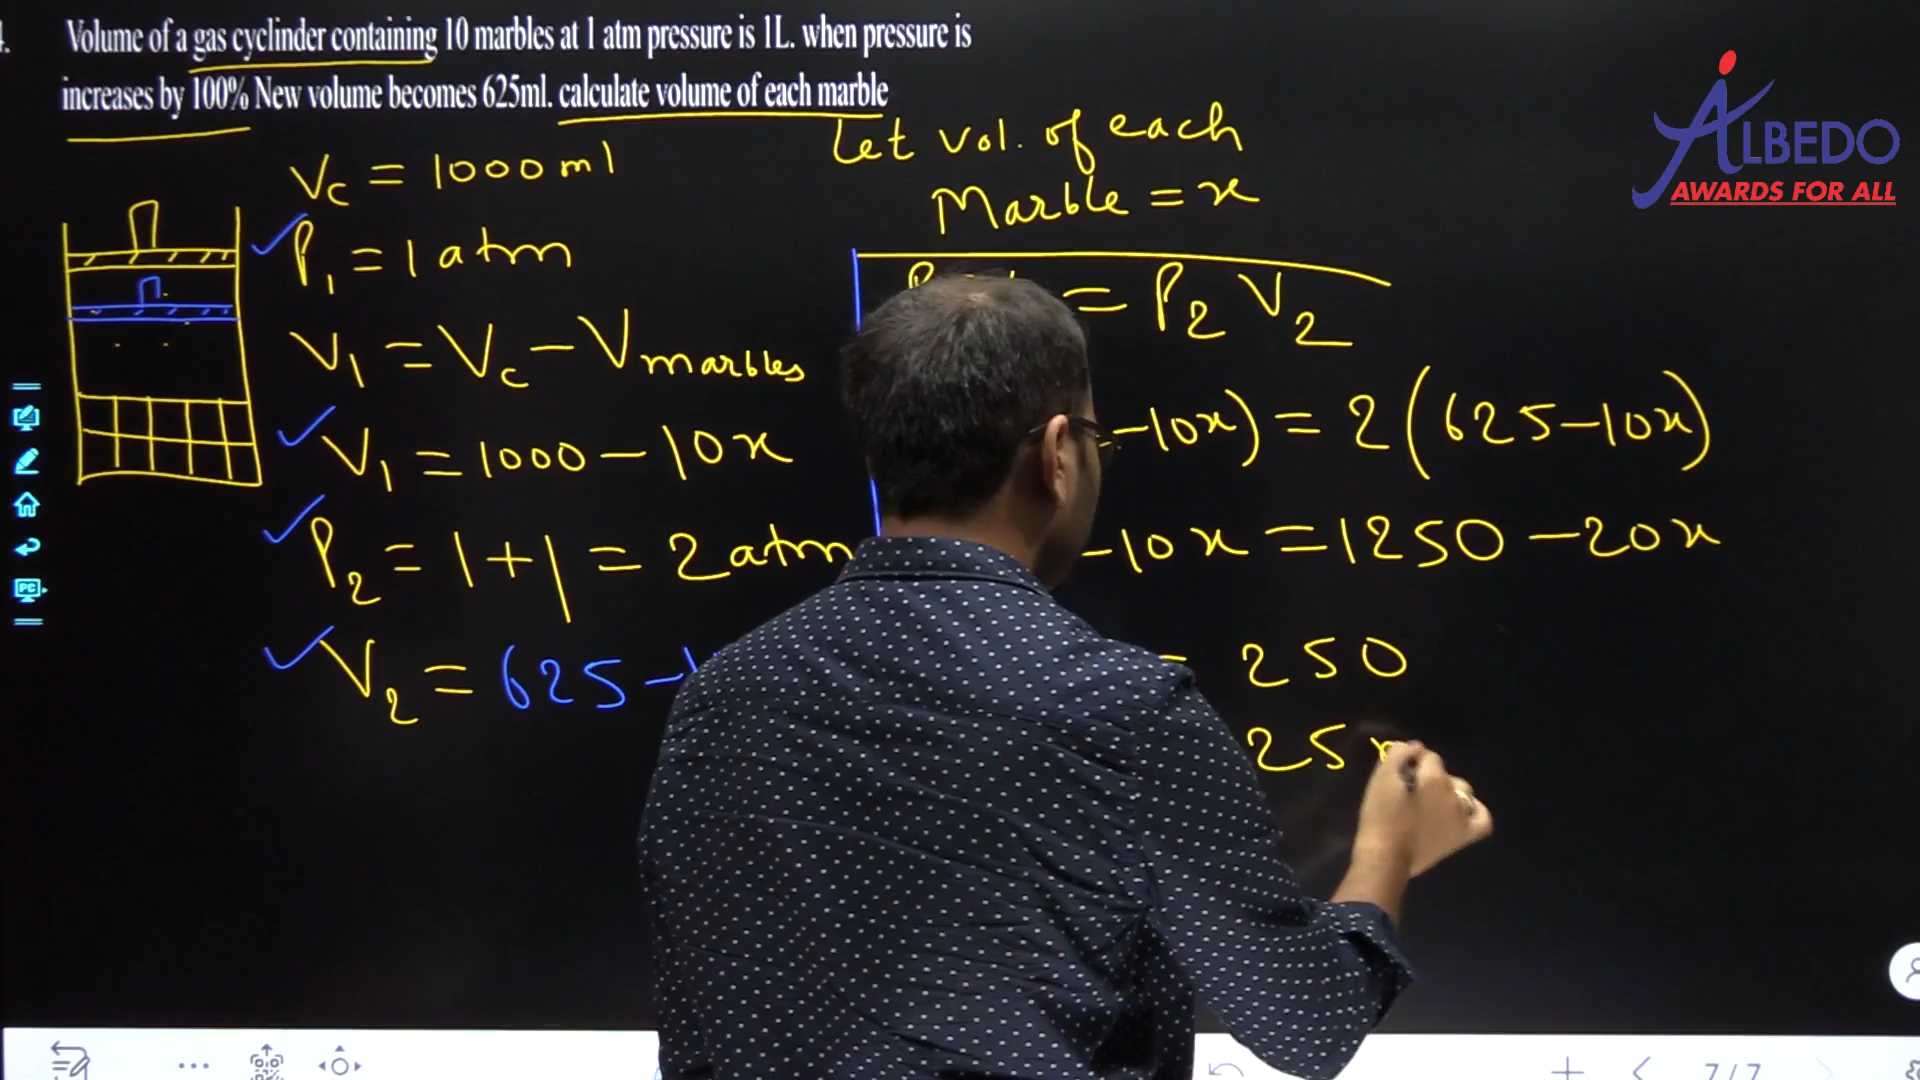 Volume of a gas cyclinder containing 10 marbles at 1 atm pressure is 1L. when pressure is
increases by 100% New volume becomes 625ml. calculate volume of each marble
ALBEDO
AWARDS FOR ALL
Let Vol. of each
Marble = x
Vc = 1000 ml
P₁ = 1 atm
V₁ = Vc - Vmarbles
V₁ = 1000 - 10x
P₂ = 1 + 1 = 2 atm
V₂ = 625 -
= P₂ V₂
- 10x) = 2 (625 - 10x)
- 10x = 1250 - 20x
= 250
25
PC
7/7